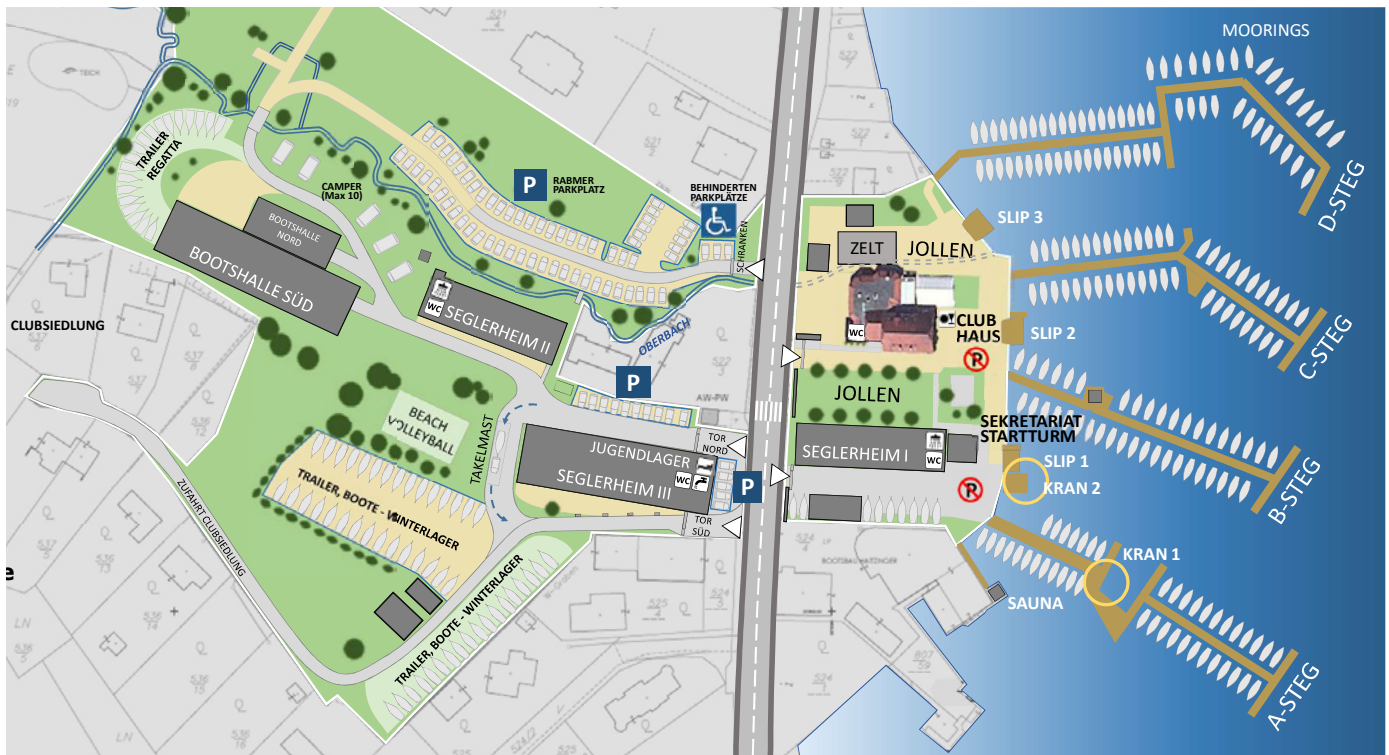 MOORINGS
D-STEG
TEICH
TRAILER
REGATTA
CAMPER
(Max 10)
P
RABMER
PARKPLATZ
BEHINDERTEN
PARKPLÄTZE
SCHRANKEN
BOOTSHALLE
NORD
BOOTSHALLE SÜD
WC
SEGLERHEIM II
OBERBACH
CLUBSIEDLUNG
SLIP 3
ZELT
JOLLEN
WC
CLUB
HAUS
P
SLIP 2
C-STEG
JOLLEN
P
AW-PW
BEACH
VOLLEYBALL
TAKELMAST
TOR
NORD
JUGENDLAGER
SEGLERHEIM III
WC
P
TOR
SÜD
SEKRETARIAT
STARTTURM
SEGLERHEIM I
WC
SLIP 1
KRAN 2
P
B-STEG
TRAILER, BOOTE - WINTERLAGER
ZUFAHRT CLUBSIEDLUNG
TRAILER, BOOTE - WINTERLAGER
KRAN 1
SAUNA
A-STEG
e